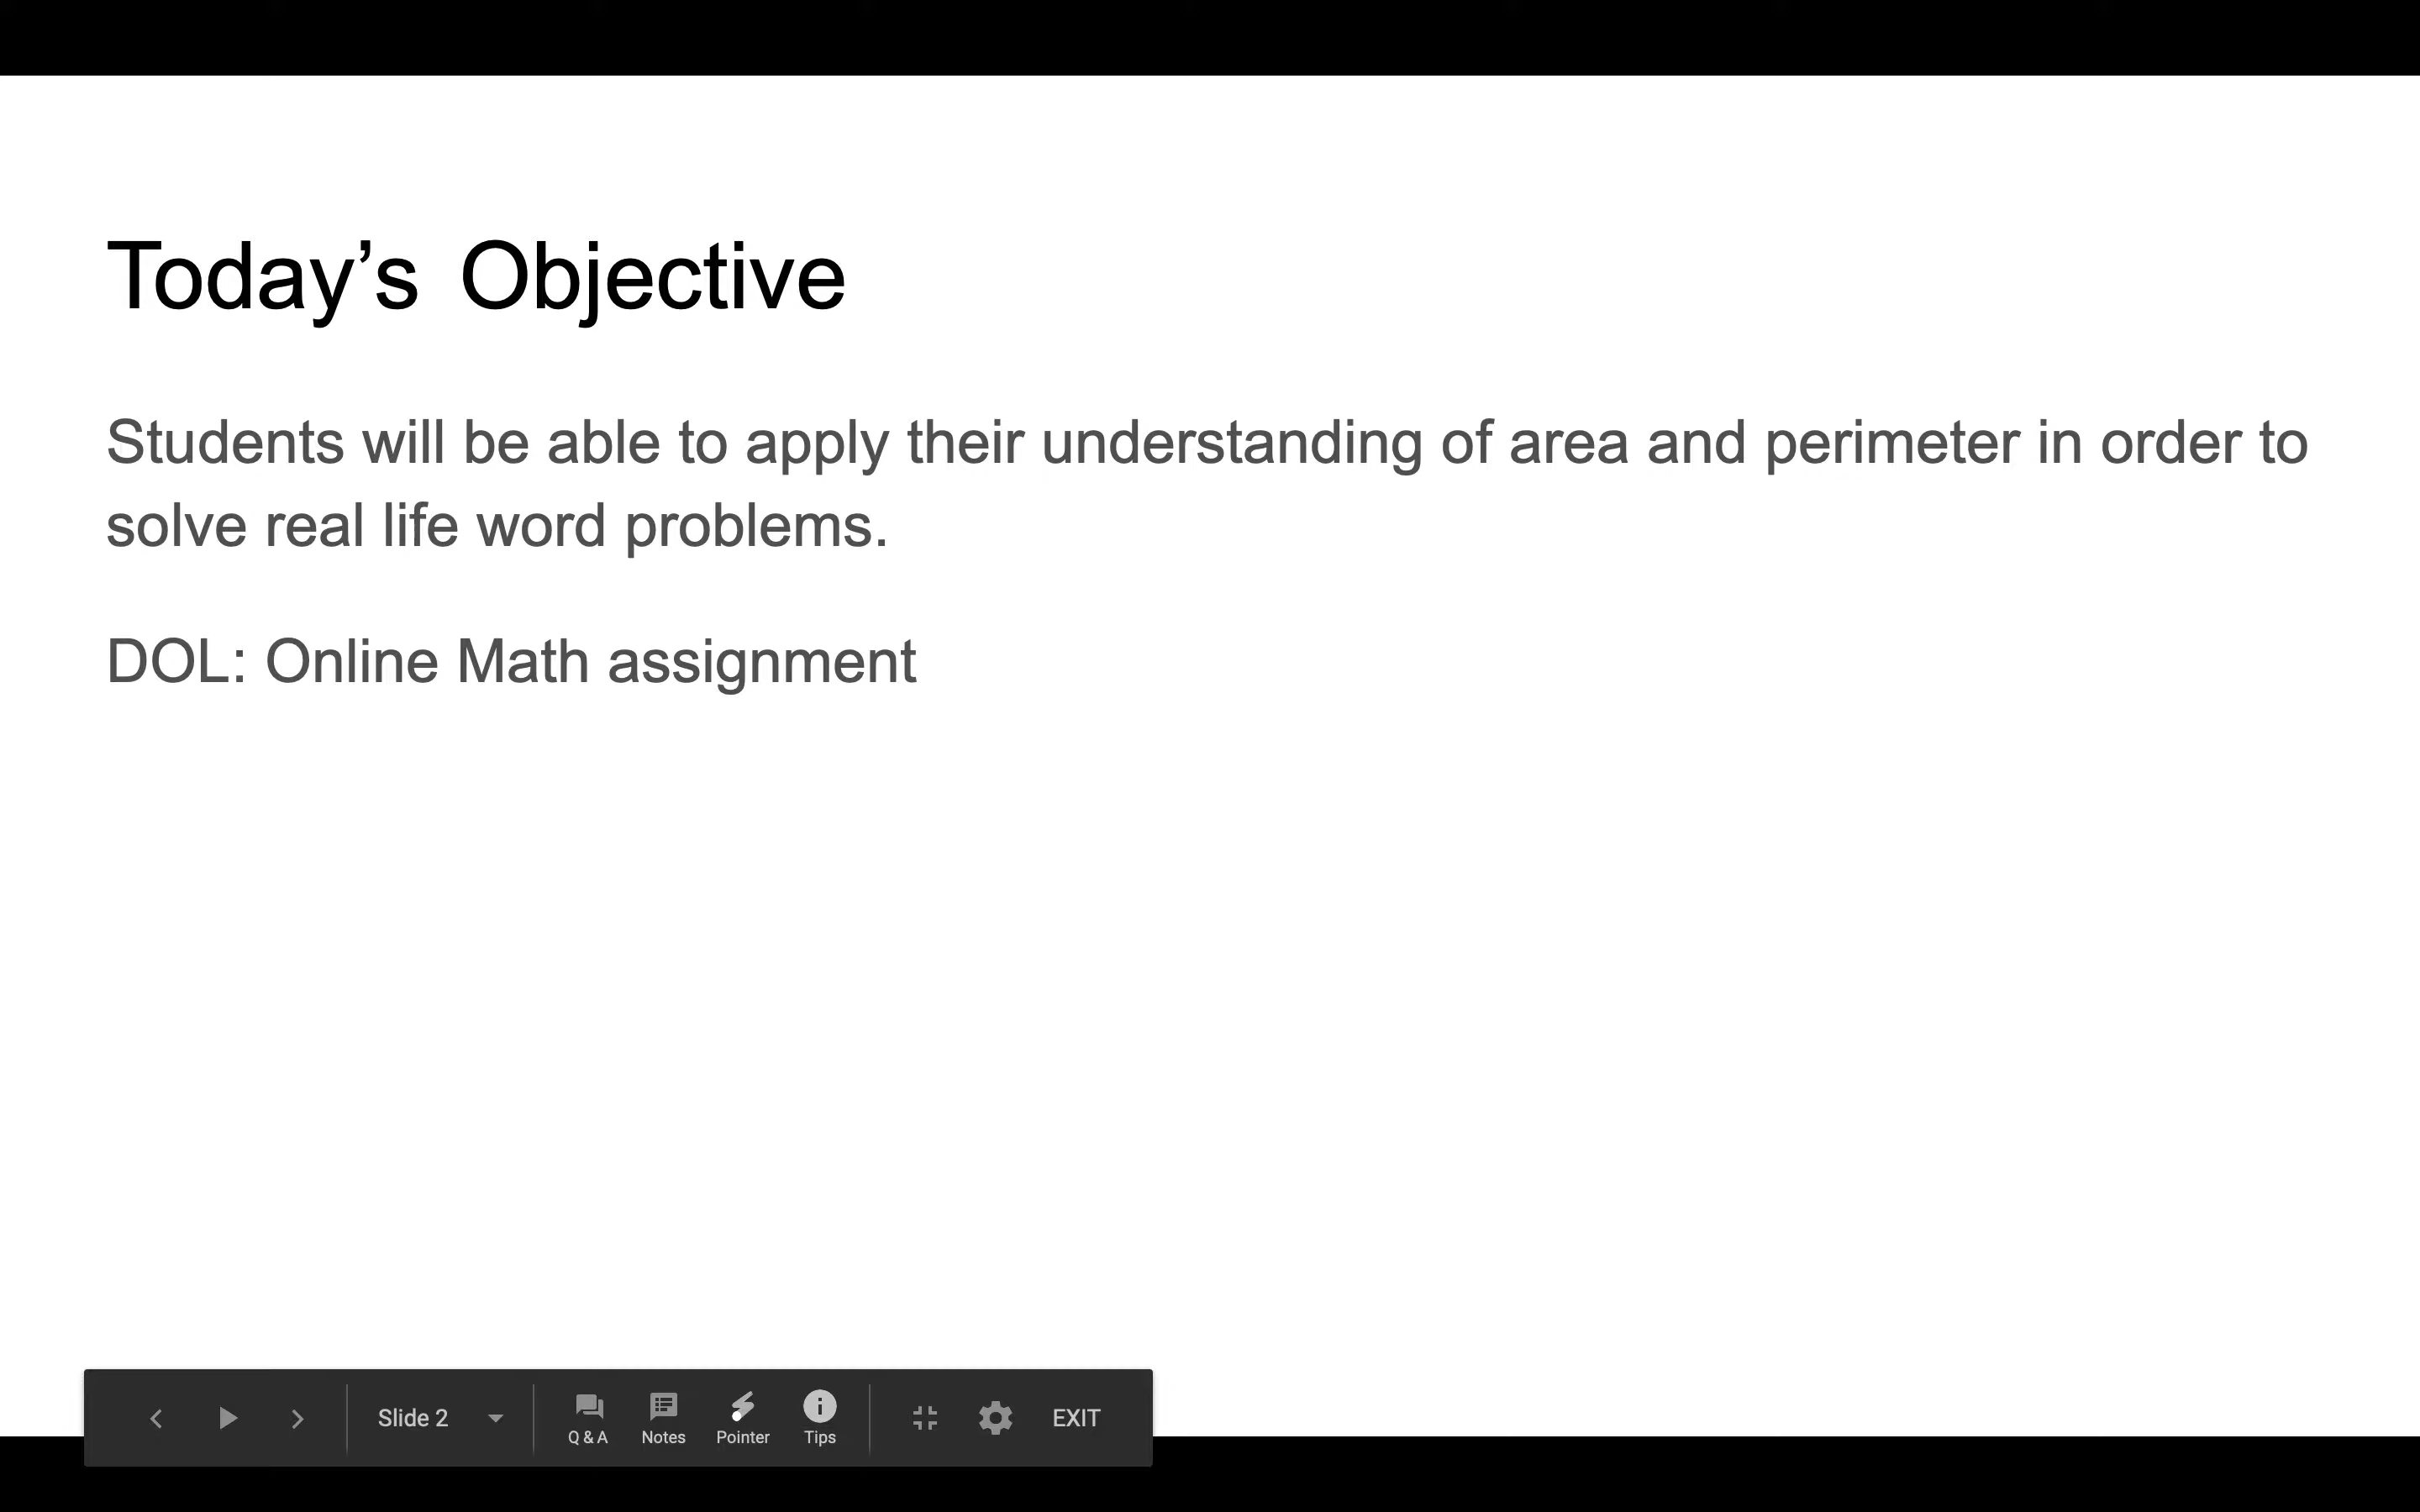 Today’s Objective
Students will be able to apply their understanding of area and perimeter in order to
solve real life word problems.
DOL: Online Math assignment
Slide 2
Q & A
Notes
Pointer
Tips
EXIT